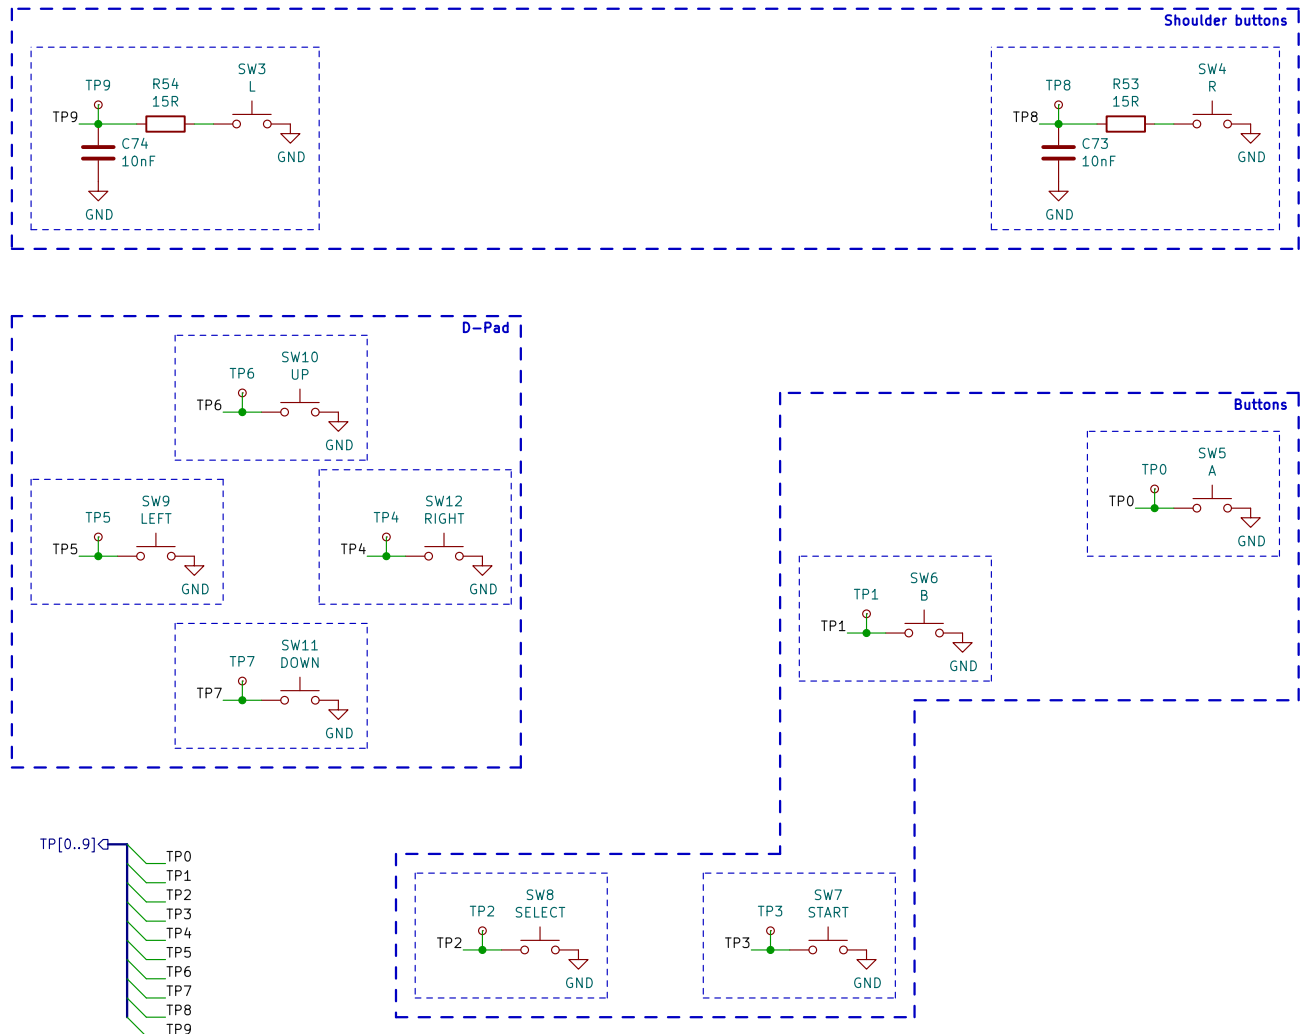 Shoulder buttons
SW3
L
TP9
R54
15R
TP9
C74
10nF
GND
GND
SW4
R
TP8
R53
15R
TP8
C73
10nF
GND
GND
D-Pad
SW10
UP
TP6
TP6
GND
SW9
LEFT
TP5
TP5
GND
SW12
RIGHT
TP4
TP4
GND
SW11
DOWN
TP7
TP7
GND
Buttons
SW5
A
TP0
TP0
GND
SW6
B
TP1
TP1
GND
SW8
SELECT
TP2
TP2
GND
SW7
START
TP3
TP3
GND
TP[0..9]
TP0
TP1
TP2
TP3
TP4
TP5
TP6
TP7
TP8
TP9